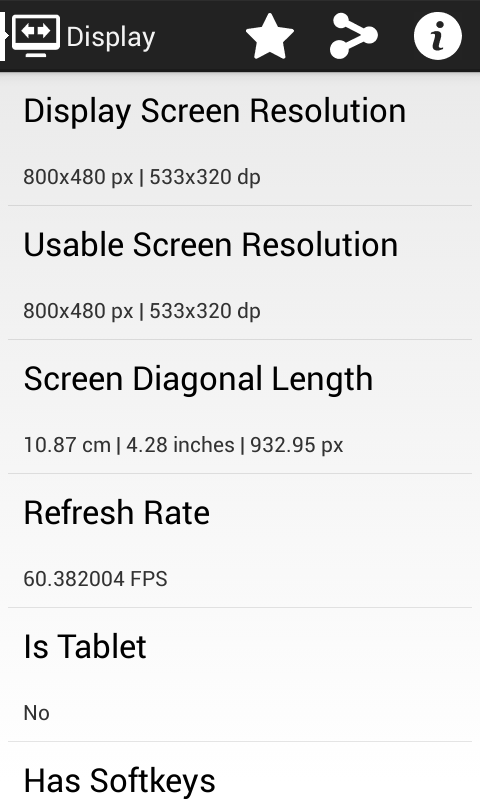 Display
Display Screen Resolution
800x480 px | 533x320 dp
Usable Screen Resolution
800x480 px | 533x320 dp
Screen Diagonal Length
10.87 cm | 4.28 inches | 932.95 px
Refresh Rate
60.382004 FPS
Is Tablet
No
Has Softkeys